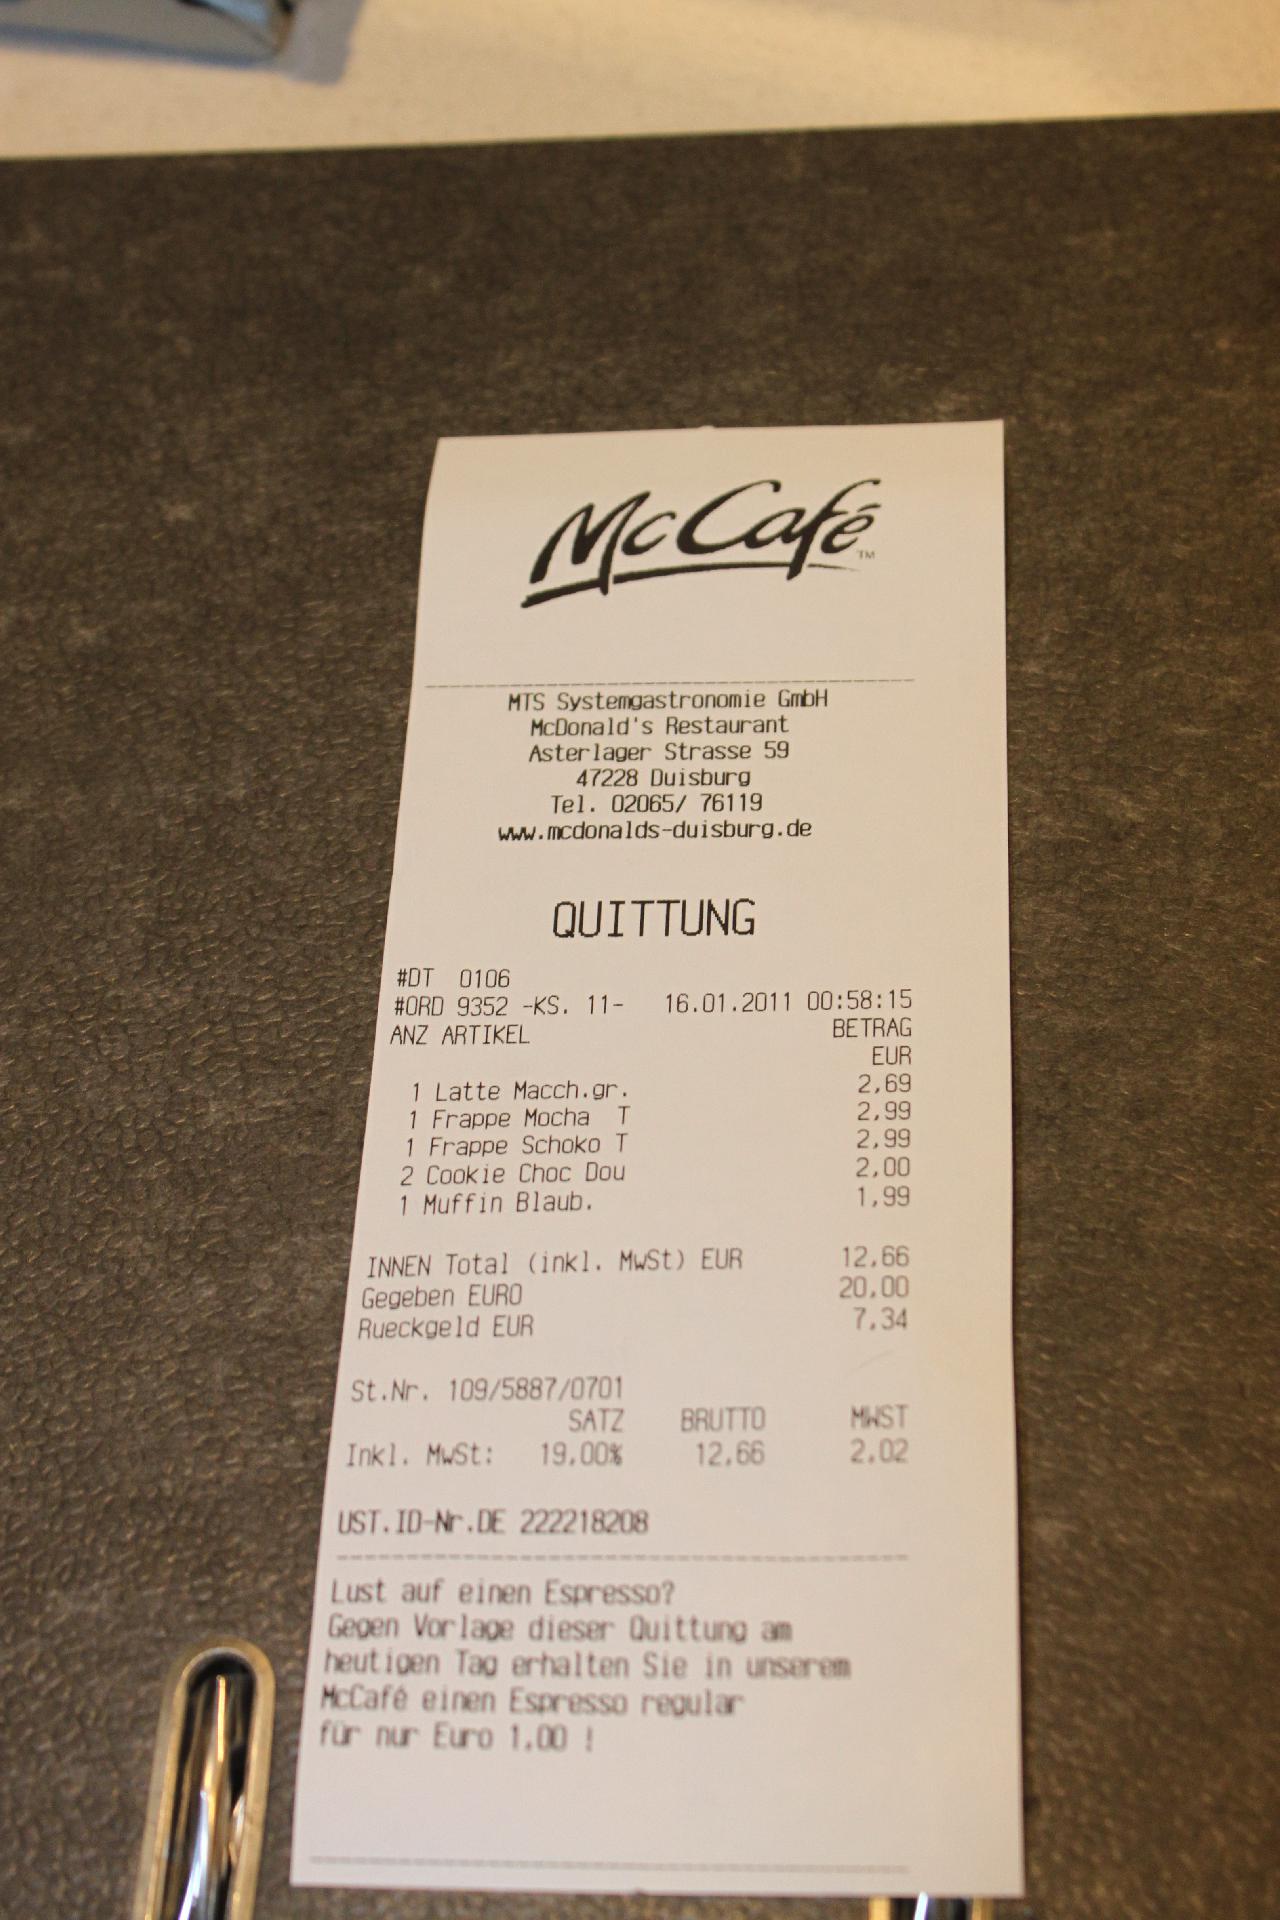 McCafé™
MTS Systemgastronomie GmbH
McDonald's Restaurant
Asterlager Strasse 59
47228 Duisburg
Tel. 02065/ 76119
www.mcdonalds-duisburg.de
QUITTUNG
#DT 0106
#ORD 9352 -KS. 11- 16.01.2011 00:58:15
ANZ ARTIKEL BETRAG
EUR
1 Latte Macch.gr. 2,69
1 Frappe Mocha T 2,99
1 Frappe Schoko T 2,99
2 Cookie Choc Dou 2,00
1 Muffin Blaub. 1,99
INNEN Total (inkl. MwSt) EUR 12,66
Gegeben EURO 20,00
Rueckgeld EUR 7,34
St.Nr. 109/5887/0701
SATZ BRUTTO MWST
Inkl. MwSt: 19,00% 12,66 2,02
UST.ID-Nr.DE 222218208
Lust auf einen Espresso?
Gegen Vorlage dieser Quittung am
heutigen Tag erhalten Sie in unserem
McCafé einen Espresso regular
für nur Euro 1,00 !